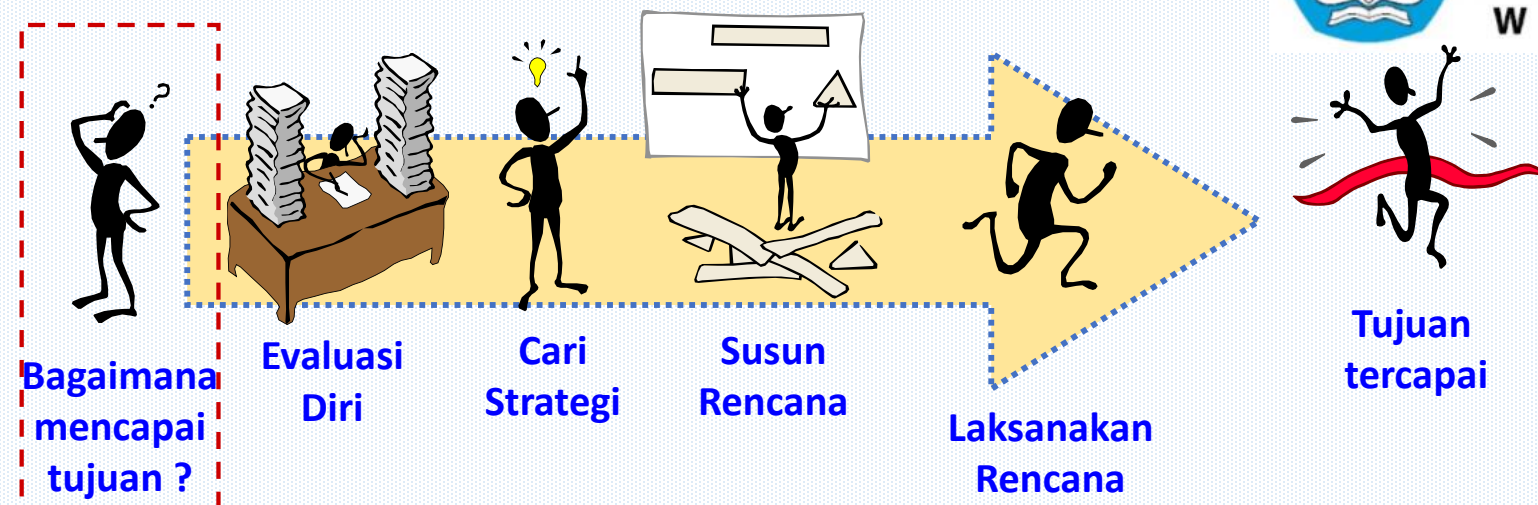 W
?
Bagaimana
mencapai
tujuan ?
Evaluasi
Diri
Cari
Strategi
Susun
Rencana
Laksanakan
Rencana
Tujuan
tercapai